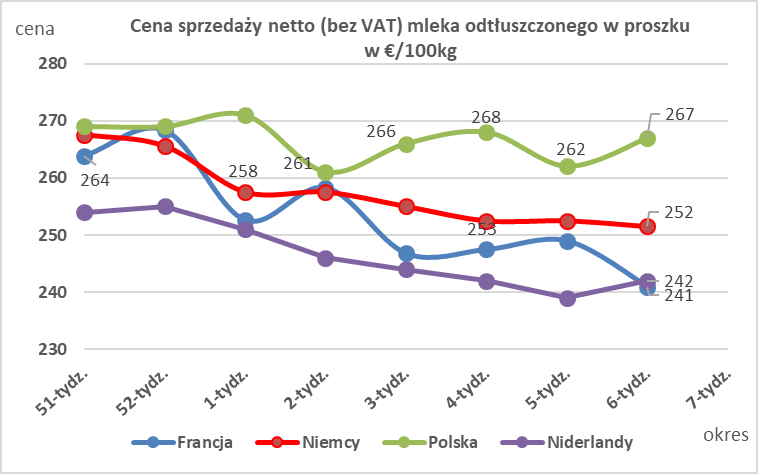 cena
Cena sprzedaży netto (bez VAT) mleka odtłuszczonego w proszku
w €/100kg
280
270
260
250
240
230
264
258
261
266
268
253
262
267
252
242
241
51-tydz.
52-tydz.
1-tydz.
2-tydz.
3-tydz.
4-tydz.
5-tydz.
6-tydz.
7-tydz.
okres
Francja
Niemcy
Polska
Niderlandy